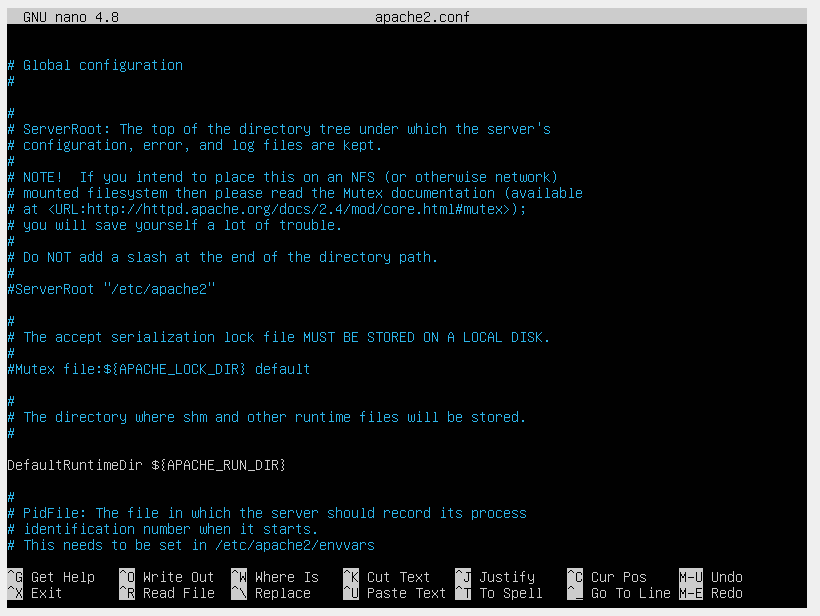 GNU nano 4.8 apache2.conf
# Global configuration
#
#
# ServerRoot: The top of the directory tree under which the server's
# configuration, error, and log files are kept.
#
# NOTE!  If you intend to place this on an NFS (or otherwise network)
# mounted filesystem then please read the Mutex documentation (available
# at <URL:http://httpd.apache.org/docs/2.4/mod/core.html#mutex>);
# you will save yourself a lot of trouble.
#
# Do NOT add a slash at the end of the directory path.
#
#ServerRoot "/etc/apache2"
#
# The accept serialization lock file MUST BE STORED ON A LOCAL DISK.
#
#Mutex file:${APACHE_LOCK_DIR} default
#
# The directory where shm and other runtime files will be stored.
#
DefaultRuntimeDir ${APACHE_RUN_DIR}
#
# PidFile: The file in which the server should record its process
# identification number when it starts.
# This needs to be set in /etc/apache2/envvars
^G Get Help ^O Write Out ^W Where Is ^K Cut Text ^J Justify ^C Cur Pos M-U Undo
^X Exit ^R Read File ^\ Replace ^U Paste Text ^T To Spell ^_ Go To Line M-E Redo